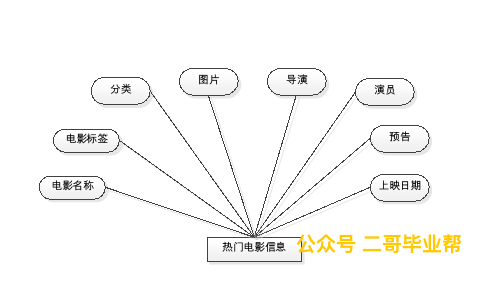 图片
导演
分类
演员
电影标签
预告
电影名称
上映日期
热门电影信息
公众号 二哥毕业帮